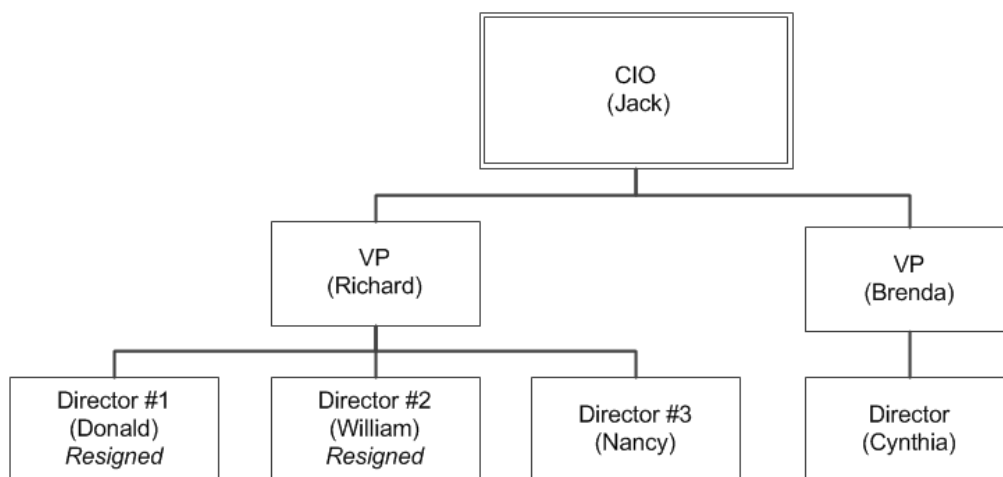 CIO
(Jack)
VP
(Richard)
VP
(Brenda)
Director #1
(Donald)
Resigned
Director #2
(William)
Resigned
Director #3
(Nancy)
Director
(Cynthia)